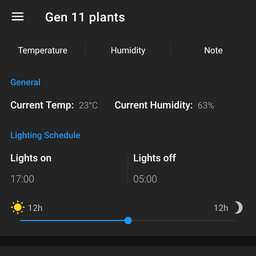 Gen 11 plants
Temperature Humidity Note
General
Current Temp: 23°C Current Humidity: 63%
Lighting Schedule
Lights on Lights off
17:00 05:00
12h 12h